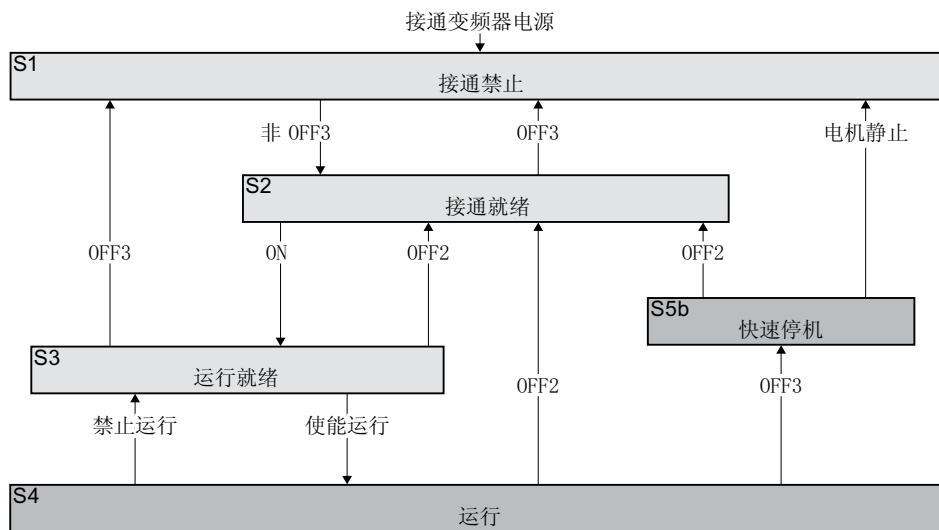 接通变频器电源
S1
接通禁止
非 OFF3
OFF3
电机静止
S2
接通就绪
OFF3
ON
OFF2
OFF2
S5b
快速停机
S3
运行就绪
OFF2
OFF3
禁止运行
使能运行
S4
运行